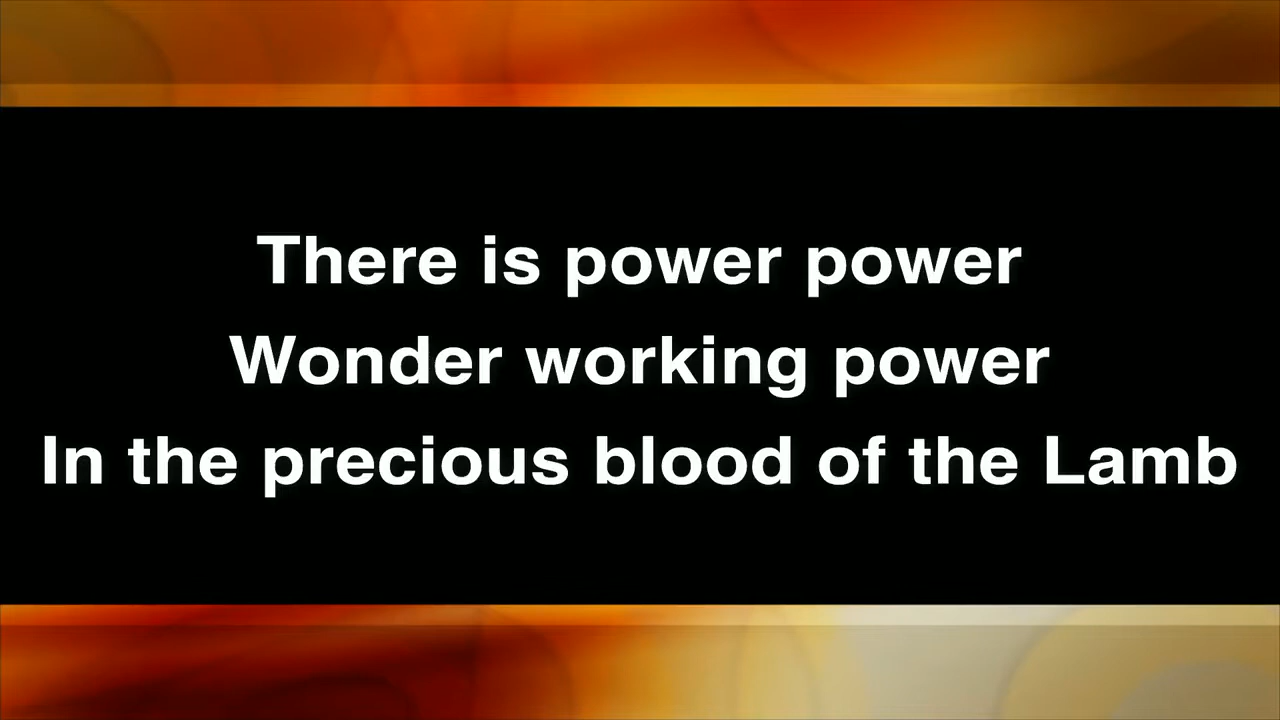 There is power power
Wonder working power
In the precious blood of the Lamb